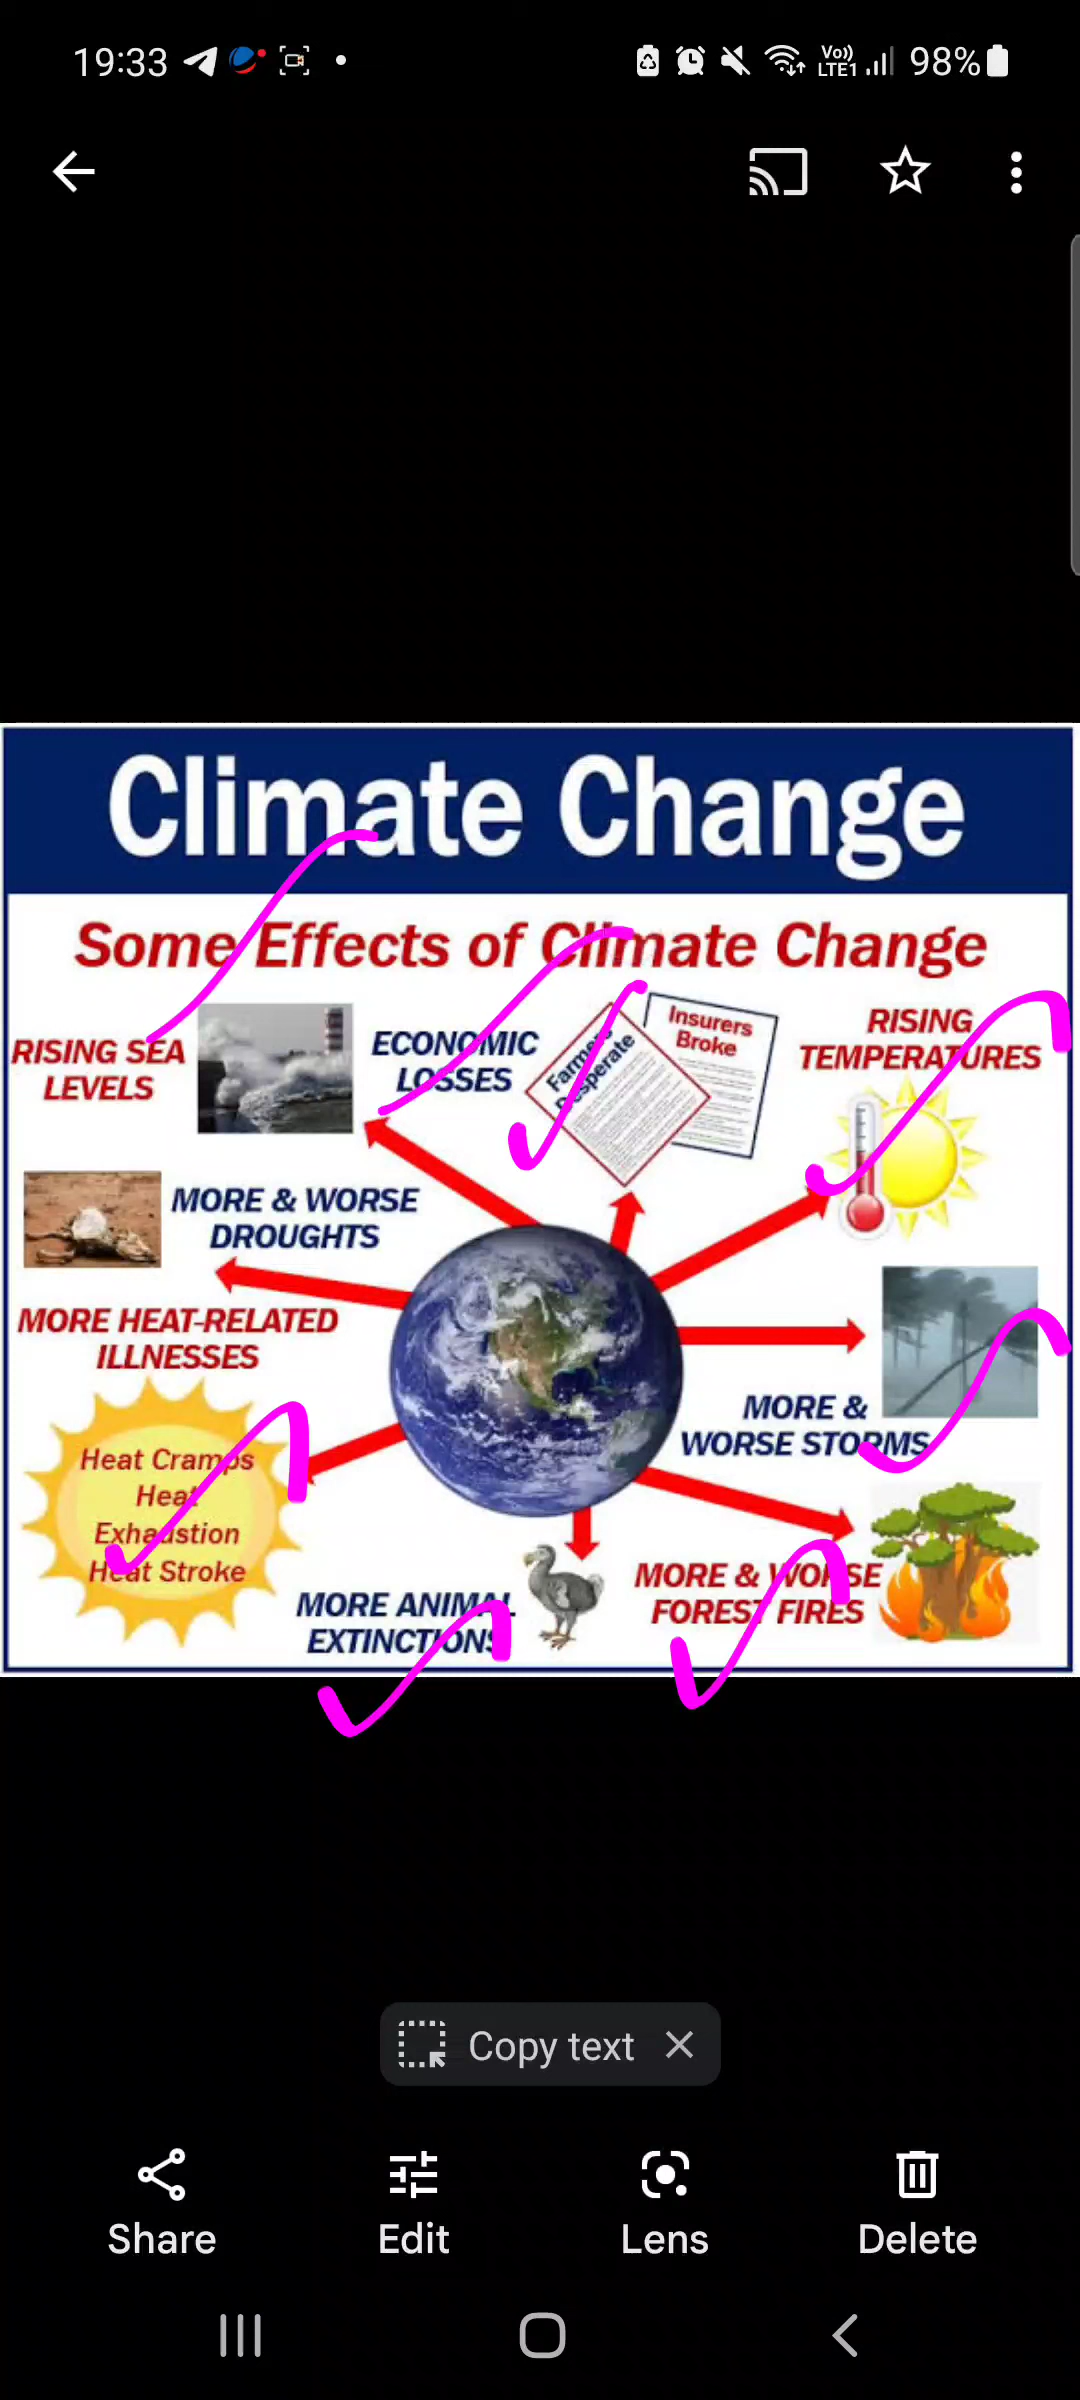 19:33
Vo))
LTE1
98%
Climate Change
Some Effects of Climate Change
RISING SEA
LEVELS
ECONOMIC
LOSSES
Farmers
Desperate
Insurers
Broke
RISING
TEMPERATURES
MORE & WORSE
DROUGHTS
MORE HEAT-RELATED
ILLNESSES
Heat Cramps
Heat
Exhaustion
Heat Stroke
MORE &
WORSE STORMS
MORE ANIMAL
EXTINCTIONS
MORE & WORSE
FOREST FIRES
Copy text
Share
Edit
Lens
Delete